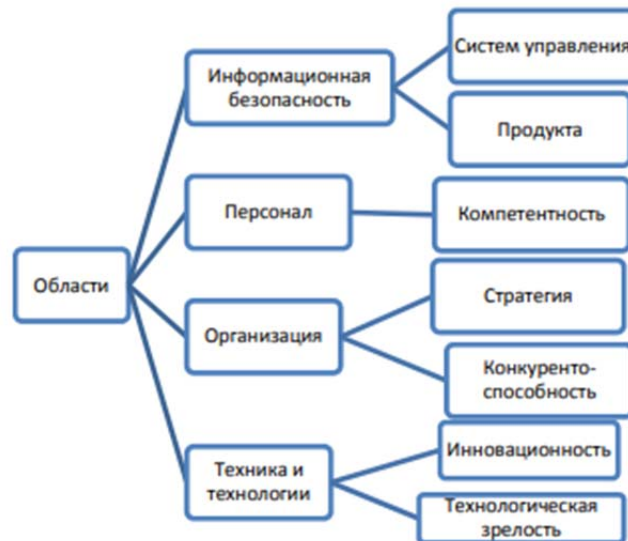 Области
Информационная
безопасность
Систем управления
Продукта
Персонал
Компетентность
Организация
Стратегия
Конкуренто-
способность
Техника и
технологии
Инновационность
Технологическая
зрелость